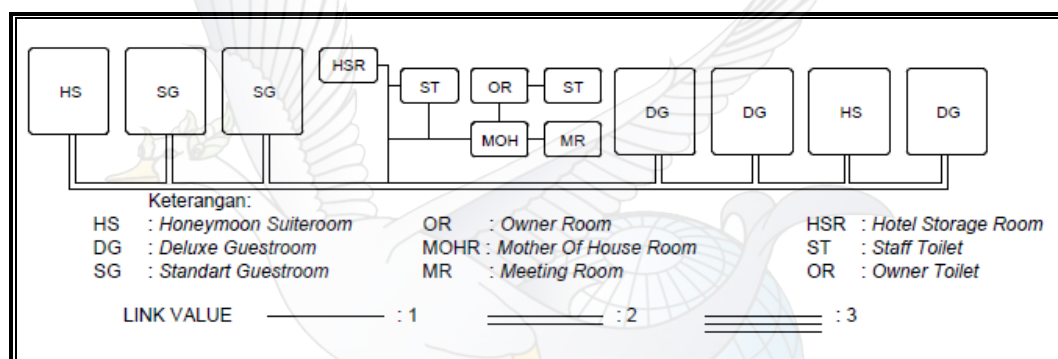 HSR
HS SG SG ST OR ST DG DG HS DG
MOH MR
Keterangan:
HS : Honeymoon Suiteroom OR : Owner Room HSR : Hotel Storage Room
DG : Deluxe Guestroom MOHR : Mother Of House Room ST : Staff Toilet
SG : Standart Guestroom MR : Meeting Room OR : Owner Toilet
LINK VALUE : 1 : 2 : 3